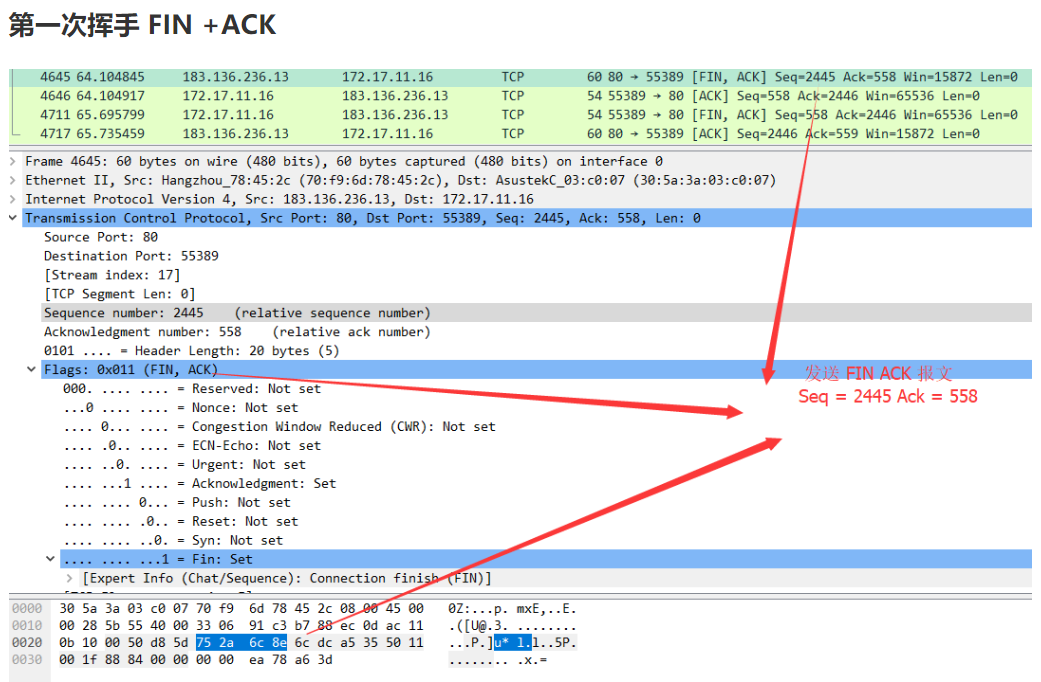 第一次挥手 FIN +ACK
4645 64.104845 183.136.236.13 172.17.11.16 TCP 60 80 → 55389 [FIN, ACK] Seq=2445 Ack=558 Win=15872 Len=0
4646 64.104917 172.17.11.16 183.136.236.13 TCP 54 55389 → 80 [ACK] Seq=558 Ack=2446 Win=65536 Len=0
4711 65.695799 172.17.11.16 183.136.236.13 TCP 54 55389 → 80 [FIN, ACK] Seq=558 Ack=2446 Win=65536 Len=0
4717 65.735459 183.136.236.13 172.17.11.16 TCP 60 80 → 55389 [ACK] Seq=2446 Ack=559 Win=15872 Len=0
Frame 4645: 60 bytes on wire (480 bits), 60 bytes captured (480 bits) on interface 0
Ethernet II, Src: Hangzhou_78:45:2c (70:f9:6d:78:45:2c), Dst: AsustekC_03:c0:07 (30:5a:3a:03:c0:07)
Internet Protocol Version 4, Src: 183.136.236.13, Dst: 172.17.11.16
Transmission Control Protocol, Src Port: 80, Dst Port: 55389, Seq: 2445, Ack: 558, Len: 0
Source Port: 80
Destination Port: 55389
[Stream index: 17]
[TCP Segment Len: 0]
Sequence number: 2445 (relative sequence number)
Acknowledgment number: 558 (relative ack number)
0101 .... = Header Length: 20 bytes (5)
Flags: 0x011 (FIN, ACK)
发送 FIN ACK 报文
000. .... .... = Reserved: Not set
Seq = 2445 Ack = 558
...0 .... .... = Nonce: Not set
.... 0... .... = Congestion Window Reduced (CWR): Not set
.... .0.. .... = ECN-Echo: Not set
.... ..0. .... = Urgent: Not set
.... ...1 .... = Acknowledgment: Set
.... .... 0... = Push: Not set
.... .... .0.. = Reset: Not set
.... .... ..0. = Syn: Not set
.... .... ...1 = Fin: Set
[Expert Info (Chat/Sequence): Connection finish (FIN)]
0000 30 5a 3a 03 c0 07 70 f9 6d 78 45 2c 08 00 45 00 0Z:...p. mxE,..E.
0010 00 28 5b 55 40 00 33 06 91 c3 b7 88 ec 0d ac 11 .([U@.3. ........
0020 0b 10 00 50 d8 5d 75 2a 6c 8e 6c dc a5 35 50 11 ...P.]u* l.l..5P.
0030 00 1f 88 84 00 00 00 00 ea 78 a6 3d ........ .x.=